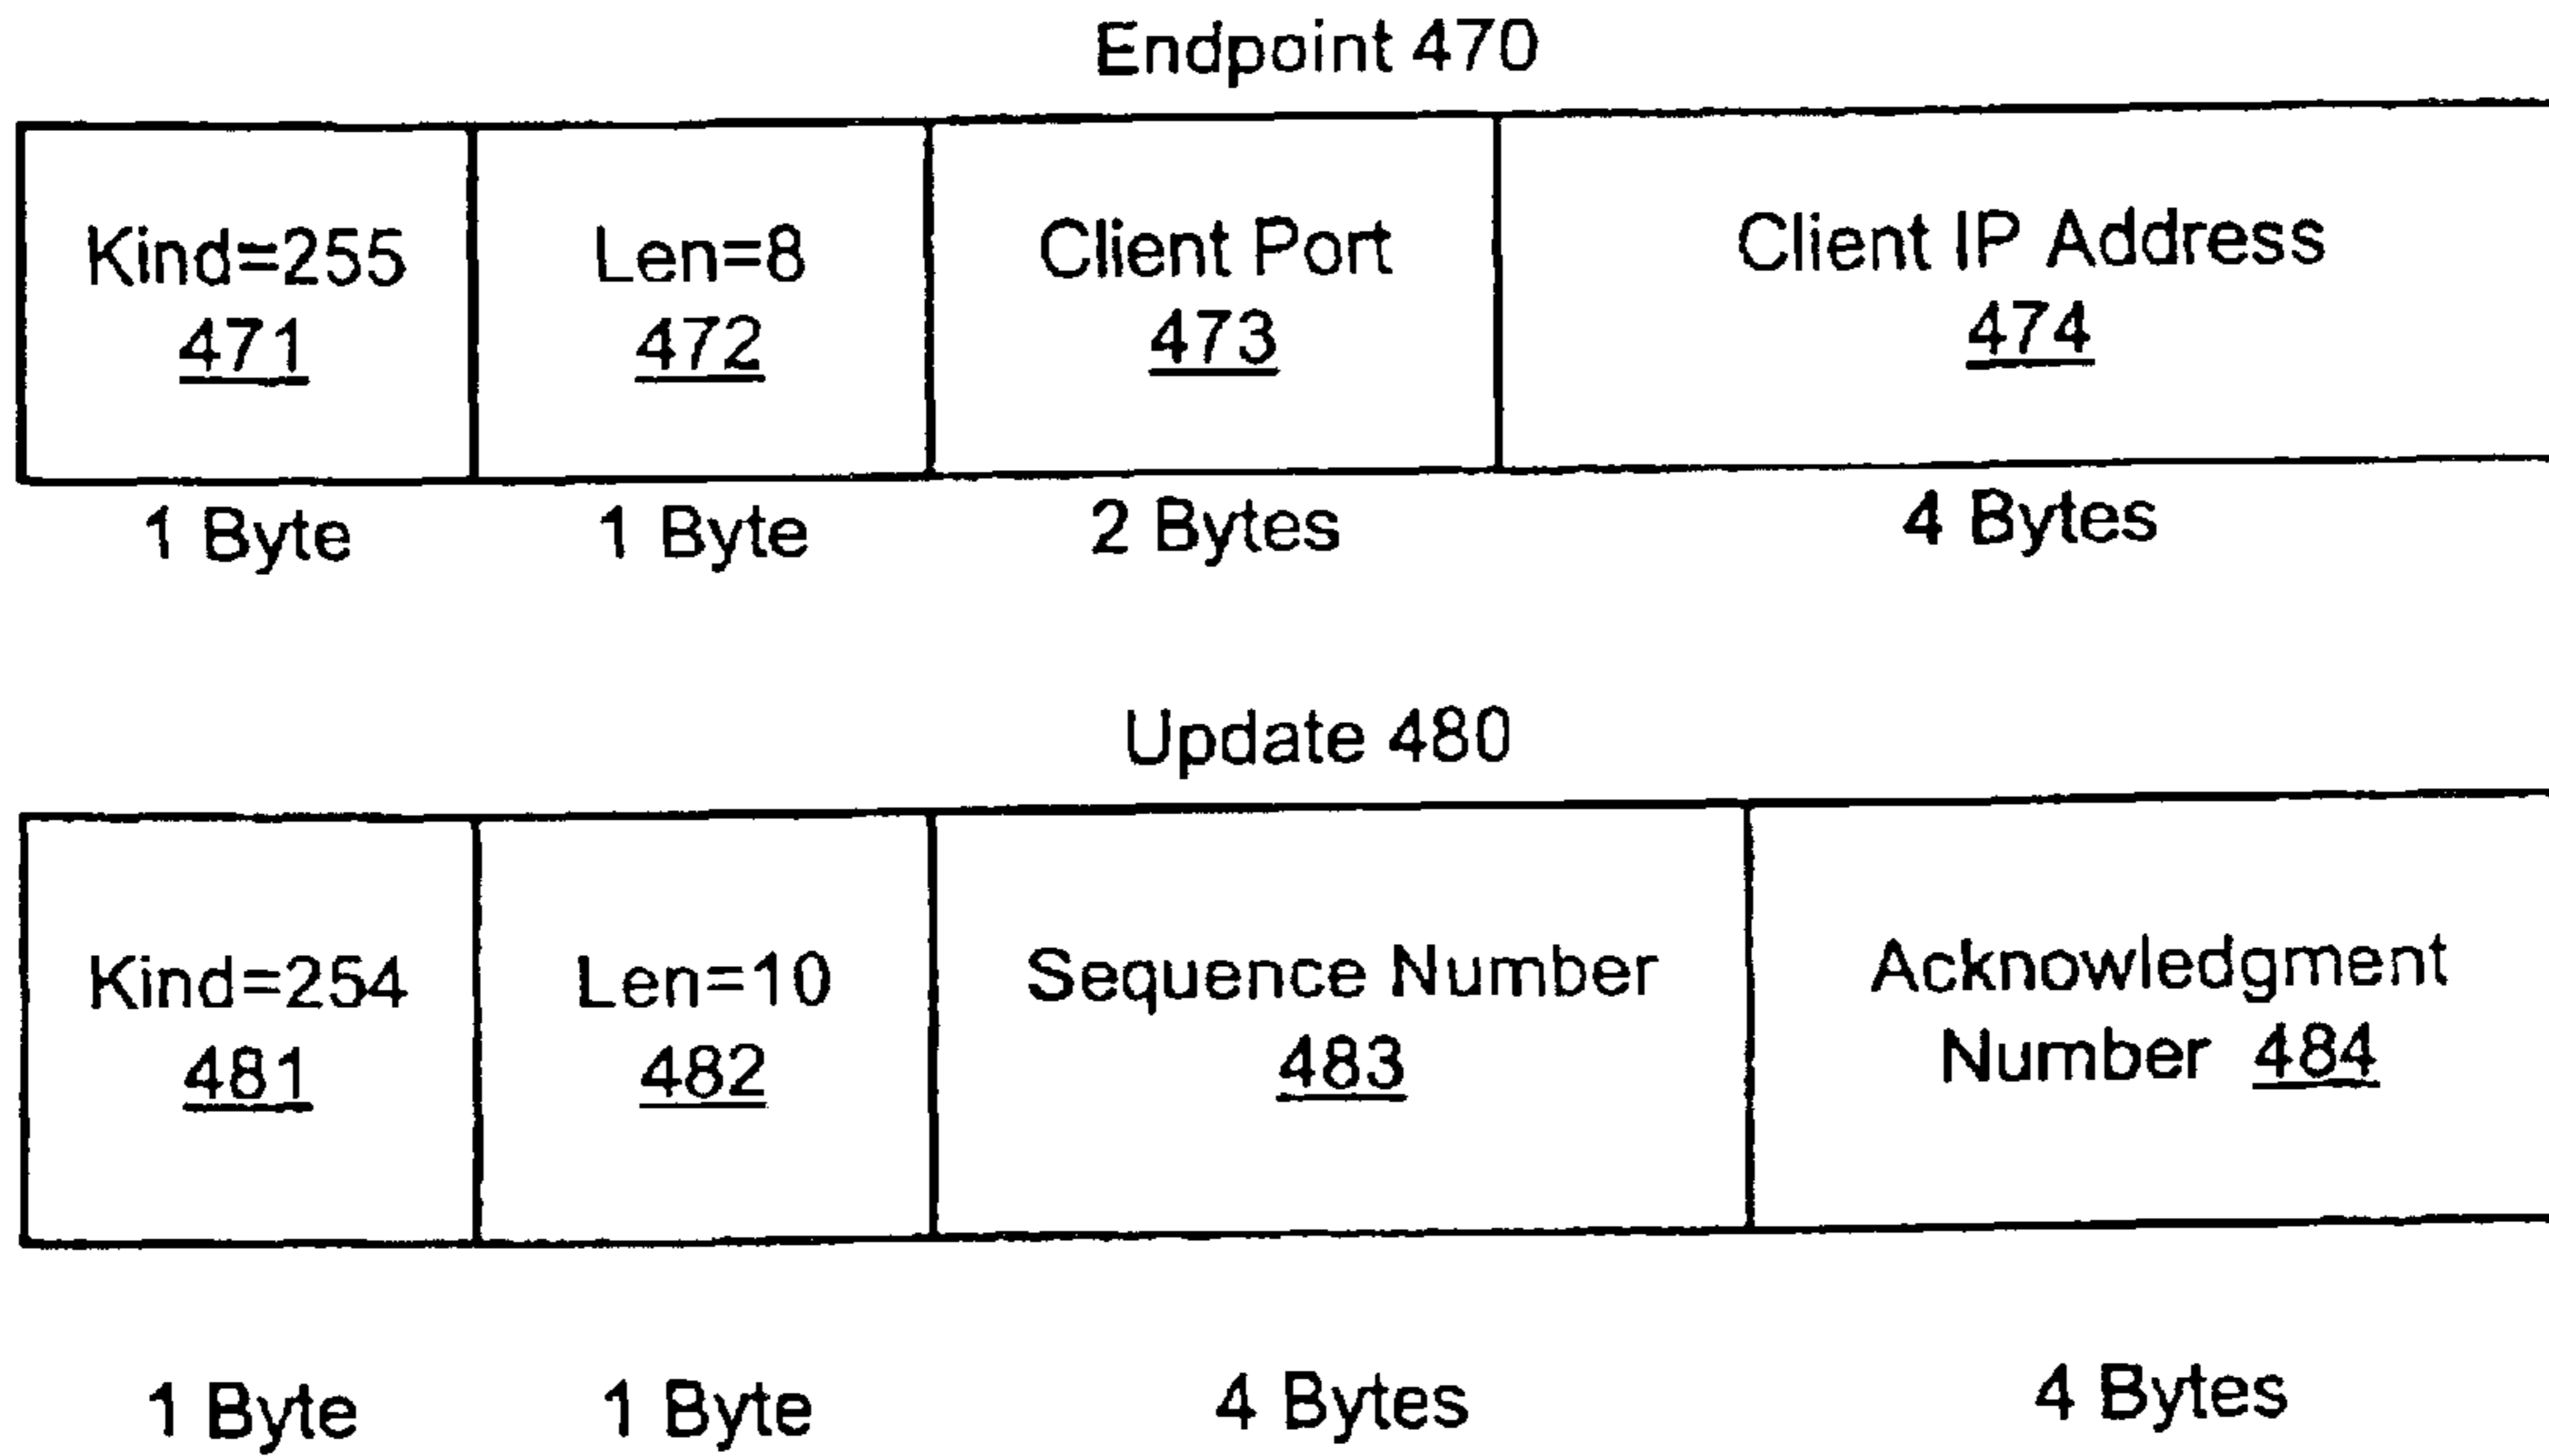 Endpoint 470
Kind=255
471
Len=8
472
Client Port
473
Client IP Address
474
1 Byte
1 Byte
2 Bytes
4 Bytes
Update 480
Kind=254
481
Len=10
482
Sequence Number
483
Acknowledgment
Number 484
1 Byte
1 Byte
4 Bytes
4 Bytes